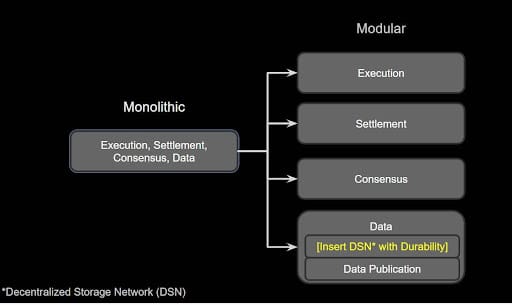 Modular
Monolithic
Execution, Settlement,
Consensus, Data
Execution
Settlement
Consensus
Data
[Insert DSN* with Durability]
Data Publication
*Decentralized Storage Network (DSN)